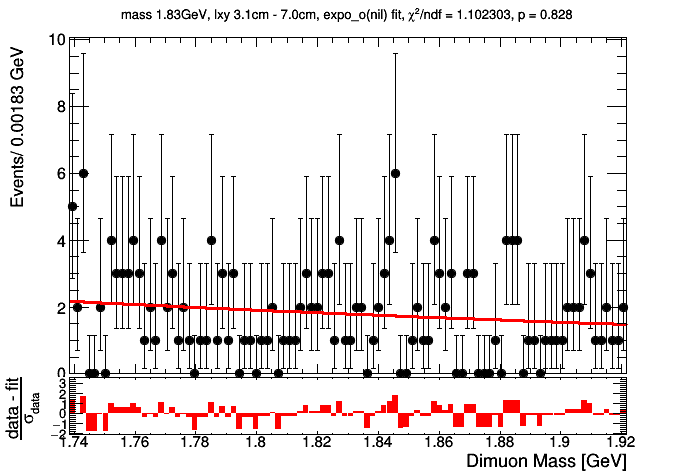 mass 1.83GeV, lxy 3.1cm - 7.0cm, expo_o(nil) fit, χ²/ndf = 1.102303, p = 0.828
Events/ 0.00183 GeV
10
8
6
4
2
0
data - fit
σdata
3
2
1
0
−1
−2
1.74 1.76 1.78 1.8 1.82 1.84 1.86 1.88 1.9 1.92
Dimuon Mass [GeV]